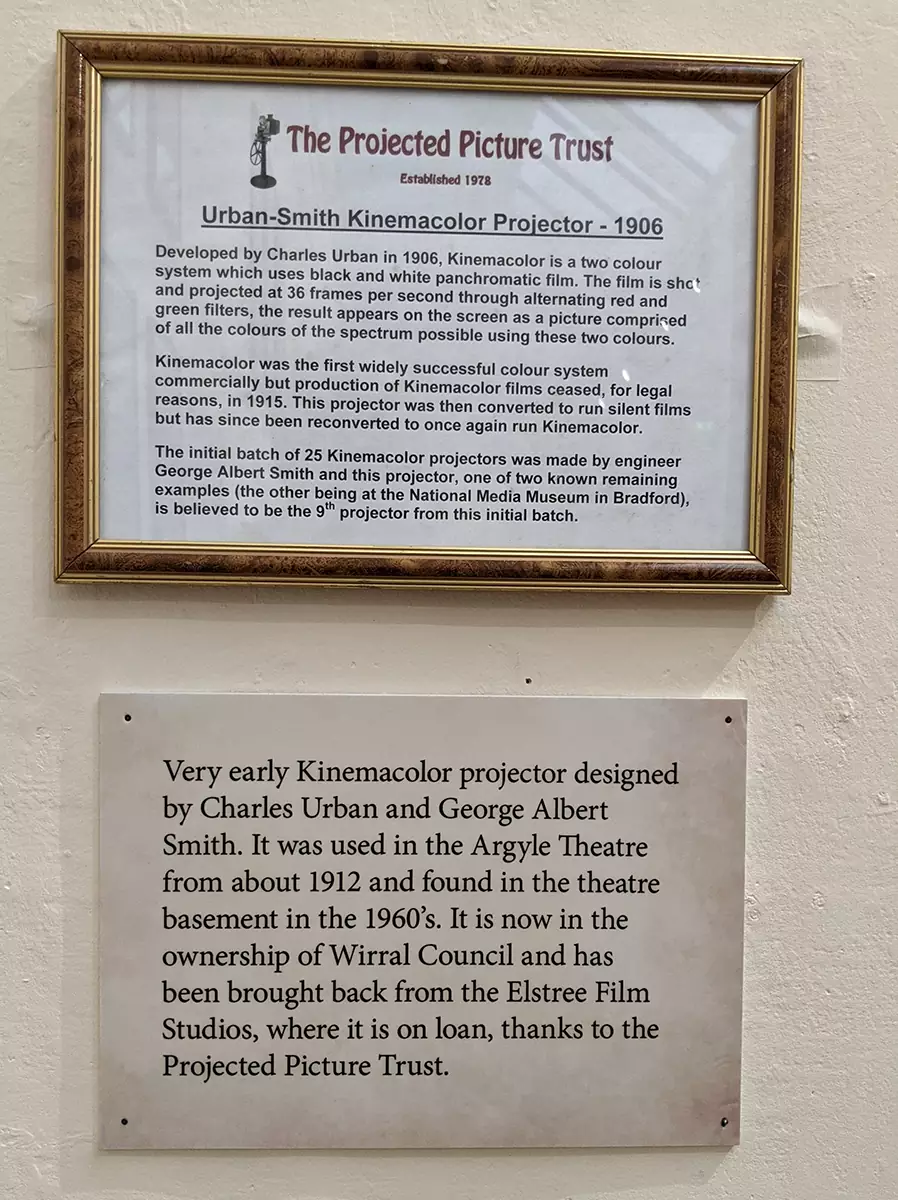 The Projected Picture Trust
Established 1978
Urban-Smith Kinemacolor Projector - 1906
Developed by Charles Urban in 1906, Kinemacolor is a two colour
system which uses black and white panchromatic film. The film is shot
and projected at 36 frames per second through alternating red and
green filters, the result appears on the screen as a picture comprised
of all the colours of the spectrum possible using these two colours.
Kinemacolor was the first widely successful colour system
commercially but production of Kinemacolor films ceased, for legal
reasons, in 1915. This projector was then converted to run silent films
but has since been reconverted to once again run Kinemacolor.
The initial batch of 25 Kinemacolor projectors was made by engineer
George Albert Smith and this projector, one of two known remaining
examples (the other being at the National Media Museum in Bradford),
is believed to be the 9th projector from this initial batch.
Very early Kinemacolor projector designed
by Charles Urban and George Albert
Smith. It was used in the Argyle Theatre
from about 1912 and found in the theatre
basement in the 1960’s. It is now in the
ownership of Wirral Council and has
been brought back from the Elstree Film
Studios, where it is on loan, thanks to the
Projected Picture Trust.